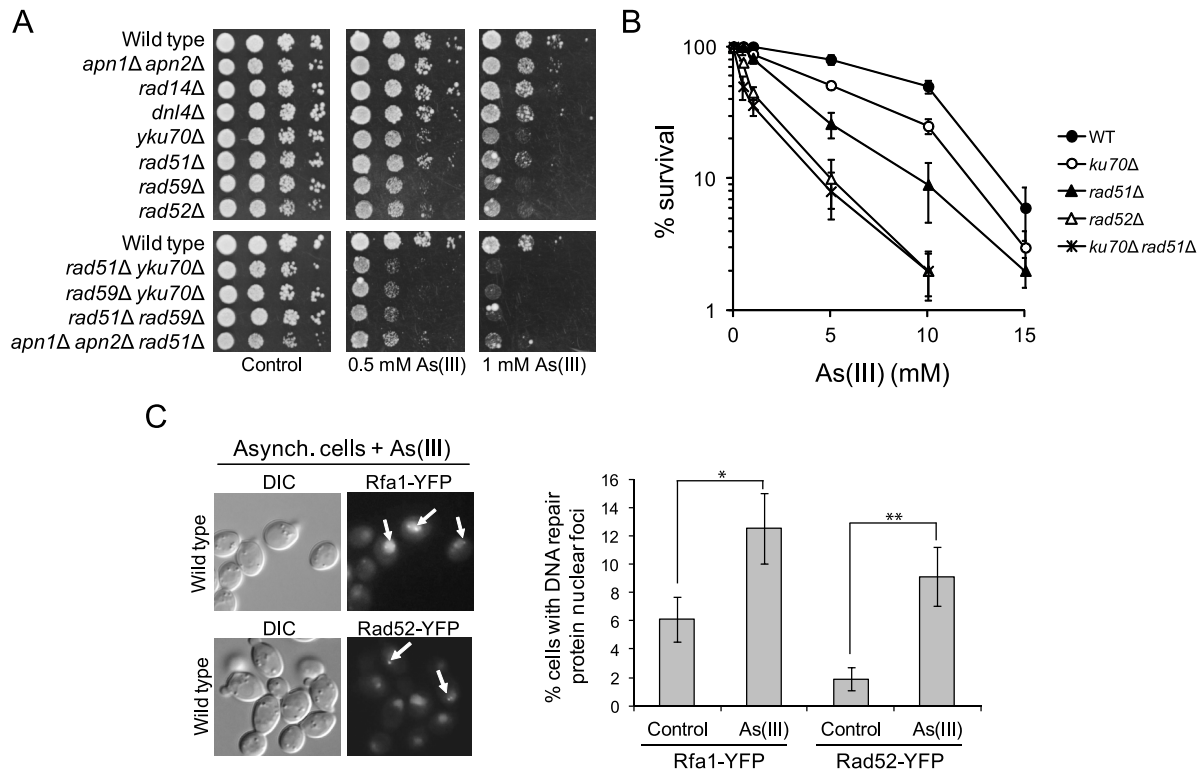 A
Wild type
apn1Δ apn2Δ
rad14Δ
dnl4Δ
yku70Δ
rad51Δ
rad59Δ
rad52Δ
Wild type
rad51Δ yku70Δ
rad59Δ yku70Δ
rad51Δ rad59Δ
apn1Δ apn2Δ rad51Δ
Control
0.5 mM As(III)
1 mM As(III)
B
% survival
100
10
1
0
5
10
15
As(III) (mM)
WT
ku70Δ
rad51Δ
rad52Δ
ku70Δ rad51Δ
C
Asynch. cells + As(III)
DIC
Rfa1-YFP
Wild type
DIC
Rad52-YFP
Wild type
% cells with DNA repair
protein nuclear foci
16
14
12
10
8
6
4
2
0
*
**
Control
As(III)
Control
As(III)
Rfa1-YFP
Rad52-YFP